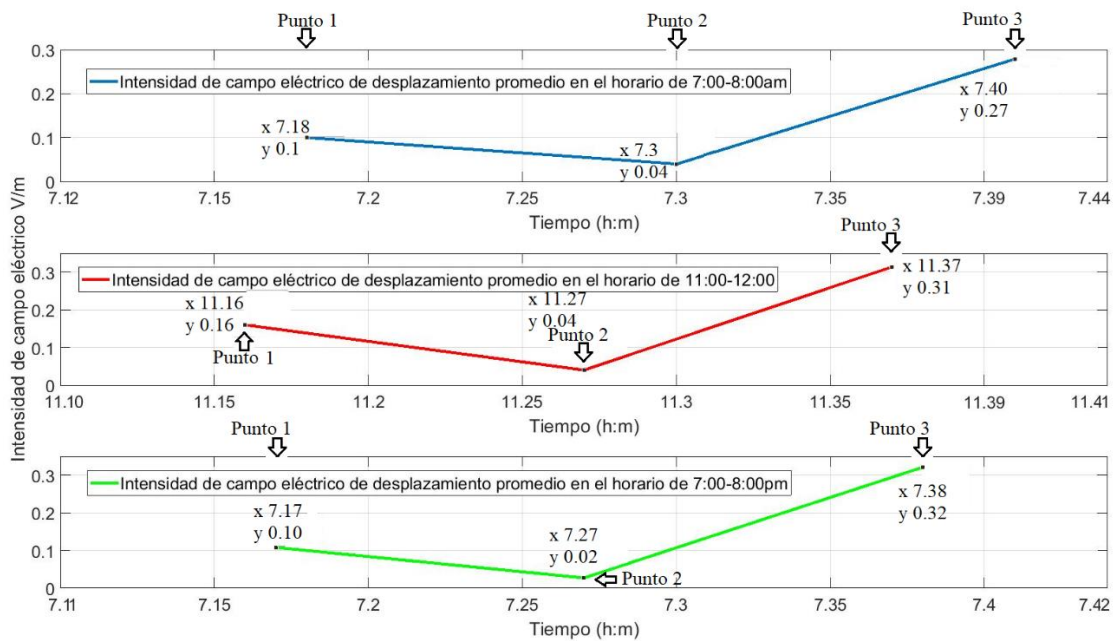 Punto 1
Punto 2
Punto 3
0.3
Intensidad de campo eléctrico de desplazamiento promedio en el horario de 7:00-8:00am
0.2
x 7.40
y 0.27
x 7.18
y 0.1
0.1
x 7.3
y 0.04
0
7.12
7.15
7.2
7.25
7.3
7.35
7.39
7.44
Tiempo (h:m)
Intensidad de campo eléctrico V/m
Punto 3
0.3
Intensidad de campo eléctrico de desplazamiento promedio en el horario de 11:00-12:00
x 11.37
y 0.31
0.2
x 11.16
y 0.16
x 11.27
y 0.04
Punto 1
Punto 2
0.1
0
11.10
11.15
11.2
11.25
11.3
11.35
11.39
11.41
Tiempo (h:m)
Punto 1
Punto 3
0.3
Intensidad de campo eléctrico de desplazamiento promedio en el horario de 7:00-8:00pm
0.2
x 7.17
y 0.10
x 7.38
y 0.32
x 7.27
y 0.02
0.1
Punto 2
0
7.11
7.15
7.2
7.25
7.3
7.35
7.4
7.42
Tiempo (h:m)